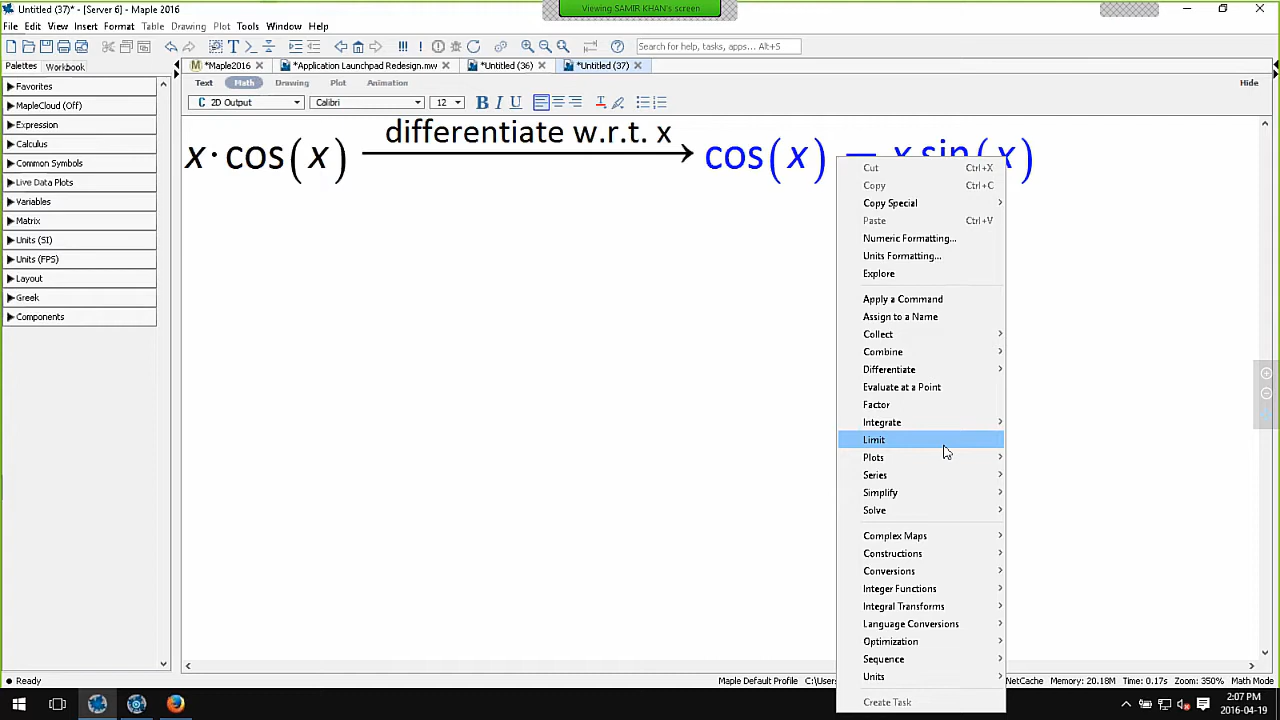 Untitled (37)* - [Server 6] - Maple 2016
Viewing SAMIR KHAN's screen
File Edit View Insert Format Table Drawing Plot Tools Window Help
Search for help, tasks, apps... Alt+S
Palettes Workbook
*Maple2016 *Application Launchpad Redesign.mw *Untitled (36) *Untitled (37)
Text Math Drawing Plot Animation Hide
2D Output Calibri 12 B I U
Favorites
MapleCloud (Off)
Expression
Calculus
Common Symbols
Live Data Plots
Variables
Matrix
Units (SI)
Units (FPS)
Layout
Greek
Components
differentiate w.r.t. x
x·cos(x) → cos(x) − x sin(x)
Cut Ctrl+X
Copy Ctrl+C
Copy Special
Paste Ctrl+V
Numeric Formatting...
Units Formatting...
Explore
Apply a Command
Assign to a Name
Collect
Combine
Differentiate
Evaluate at a Point
Factor
Integrate
Limit
Plots
Series
Simplify
Solve
Complex Maps
Constructions
Conversions
Integer Functions
Integral Transforms
Language Conversions
Optimization
Sequence
Units
Create Task
Ready
Maple Default Profile C:\Users NetCache Memory: 20.18M Time: 0.17s Zoom: 350% Math Mode
2:07 PM
2016-04-19